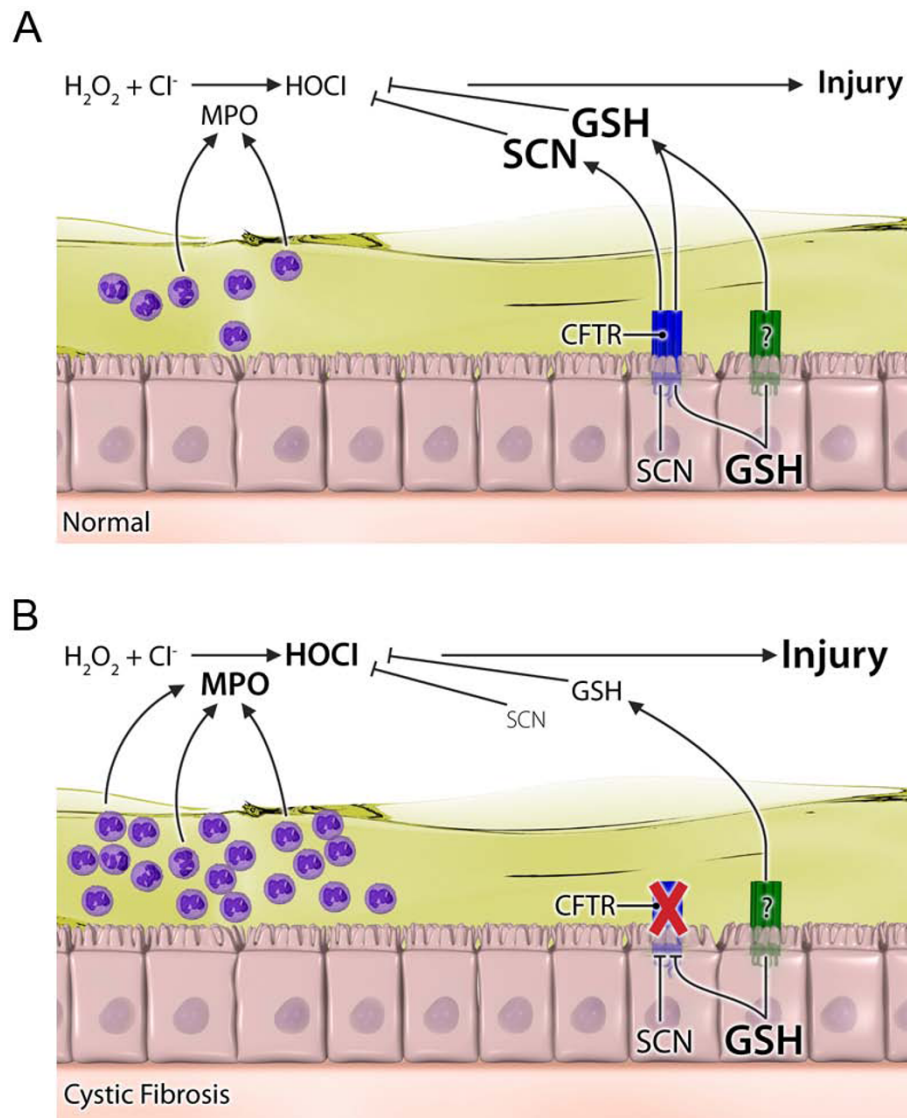 A
H₂O₂ + Cl⁻ HOCl Injury
MPO
GSH
SCN
CFTR ?
SCN GSH
Normal
B
H₂O₂ + Cl⁻ HOCl Injury
MPO GSH
SCN
CFTR X ?
SCN GSH
Cystic Fibrosis